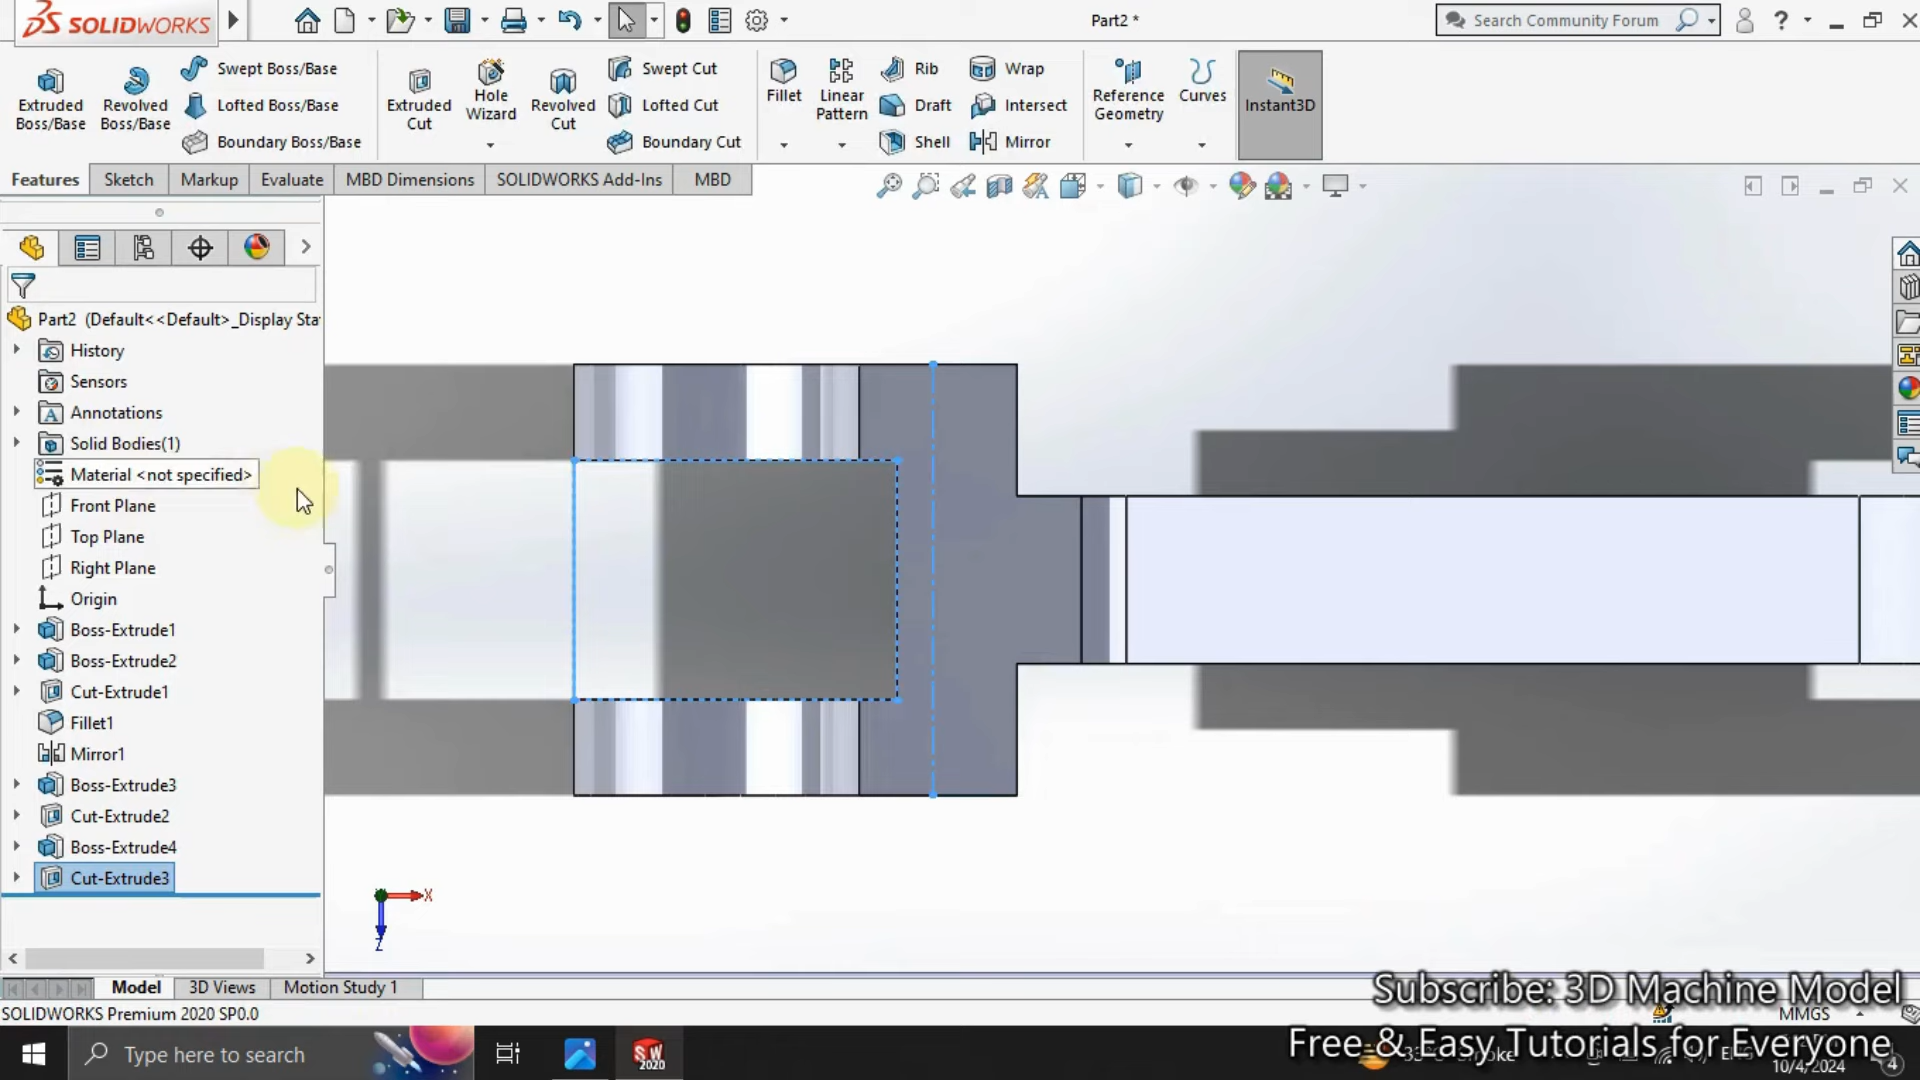 SOLIDWORKS
Part2 *
Search Community Forum
Extruded Boss/Base
Revolved Boss/Base
Swept Boss/Base
Lofted Boss/Base
Boundary Boss/Base
Extruded Cut
Hole Wizard
Revolved Cut
Swept Cut
Lofted Cut
Boundary Cut
Fillet
Linear Pattern
Rib
Draft
Shell
Wrap
Intersect
Mirror
Reference Geometry
Curves
Instant3D
Features
Sketch
Markup
Evaluate
MBD Dimensions
SOLIDWORKS Add-Ins
MBD
Part2 (Default<<Default>_Display Sta
History
Sensors
Annotations
Solid Bodies(1)
Material <not specified>
Front Plane
Top Plane
Right Plane
Origin
Boss-Extrude1
Boss-Extrude2
Cut-Extrude1
Fillet1
Mirror1
Boss-Extrude3
Cut-Extrude2
Boss-Extrude4
Cut-Extrude3
X
Z
Model
3D Views
Motion Study 1
SOLIDWORKS Premium 2020 SP0.0
MMGS
Subscribe: 3D Machine Model
Free & Easy Tutorials for Everyone
Type here to search
SW
2020
10/4/2024
4